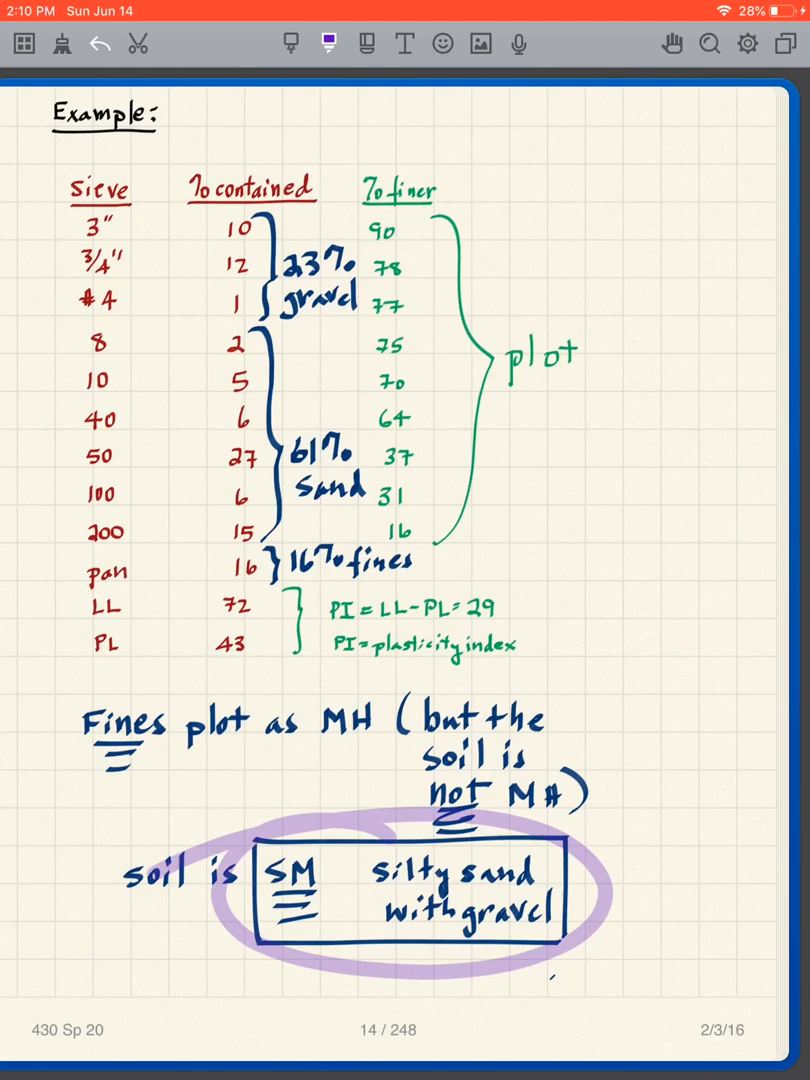 2:10 PM Sun Jun 14 28%
Example:
Sieve % contained % finer
3" 10 90
3/4" 12 23% 78
#4 1 gravel 77
8 2 75
plot
10 5 70
40 6 64
50 27 61% 37
100 6 sand 31
200 15 16
pan 16 16% fines
LL 72 PI = LL-PL = 29
PL 43 PI = plasticity index
Fines plot as MH (but the
soil is
not MH)
soil is SM silty sand
with gravel
430 Sp 20 14 / 248 2/3/16